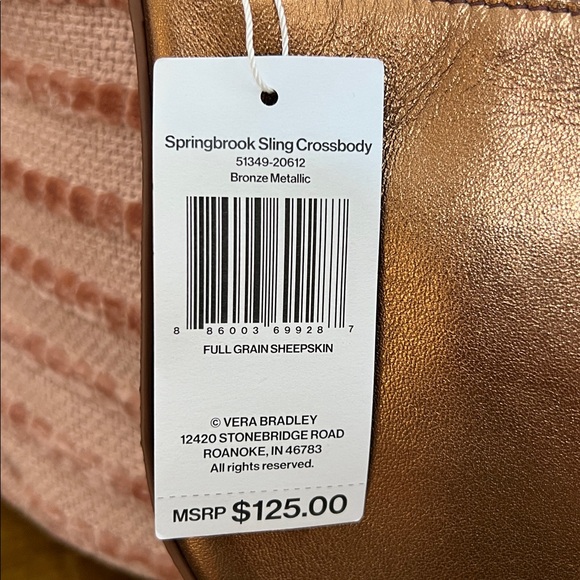 Springbrook Sling Crossbody
51349-20612
Bronze Metallic
8 86003 69928 7
FULL GRAIN SHEEPSKIN
© VERA BRADLEY
12420 STONEBRIDGE ROAD
ROANOKE, IN 46783
All rights reserved.
MSRP $125.00